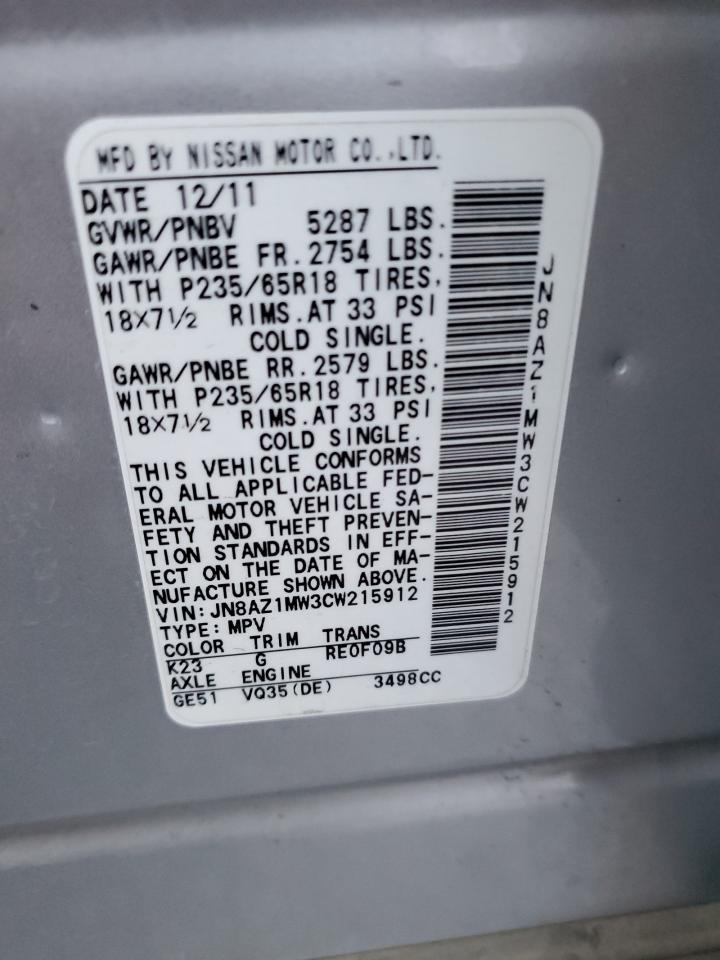 MFD BY NISSAN MOTOR CO.,LTD.
DATE 12/11
GVWR/PNBV 5287 LBS.
GAWR/PNBE FR.2754 LBS.
WITH P235/65R18 TIRES,
18X7½ RIMS.AT 33 PSI
COLD SINGLE.
GAWR/PNBE RR.2579 LBS.
WITH P235/65R18 TIRES,
18X7½ RIMS.AT 33 PSI
COLD SINGLE.
THIS VEHICLE CONFORMS
TO ALL APPLICABLE FED-
ERAL MOTOR VEHICLE SA-
FETY AND THEFT PREVEN-
TION STANDARDS IN EFF-
ECT ON THE DATE OF MA-
NUFACTURE SHOWN ABOVE.
VIN:JN8AZ1MW3CW215912
TYPE:MPV
COLOR TRIM TRANS
K23 G RE0F09B
AXLE ENGINE
GE51 VQ35(DE) 3498CC
JN8AZ1MW3CW215912